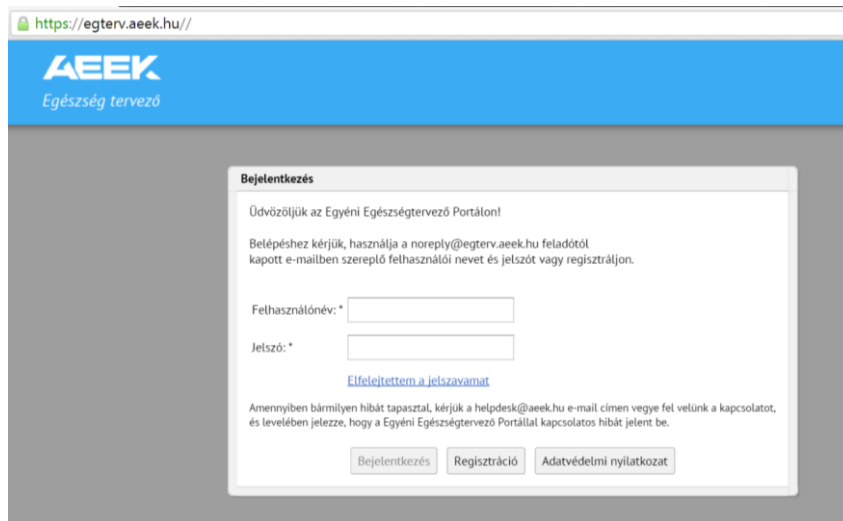 https://egterv.aeek.hu//
AEEK
Egészség tervező
Bejelentkezés
Üdvözöljük az Egyéni Egészségtervező Portálon!
Belépéshez kérjük, használja a noreply@egterv.aeek.hu feladótól
kapott e-mailben szereplő felhasználói nevet és jelszót vagy regisztráljon.
Felhasználónév: *
Jelszó: *
Elfelejtettem a jelszavamat
Amennyiben bármilyen hibát tapasztal, kérjük a helpdesk@aeek.hu e-mail címen vegye fel velünk a kapcsolatot,
és levelében jelezze, hogy a Egyéni Egészségtervező Portállal kapcsolatos hibát jelent be.
Bejelentkezés Regisztráció Adatvédelmi nyilatkozat